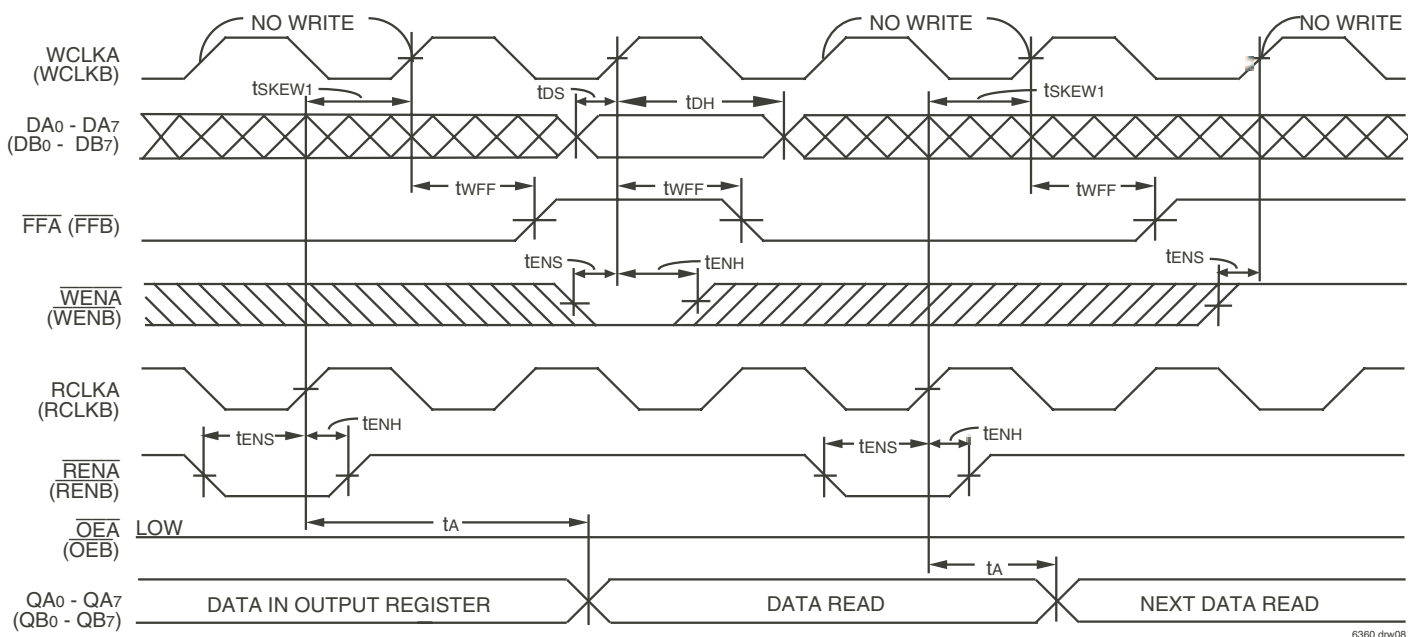 NO WRITE
NO WRITE
NO WRITE
WCLKA
(WCLKB)
tSKEW1
tDS
tDH
tSKEW1
DA0 - DA7
(DB0 - DB7)
tWFF
tWFF
tWFF
FFA (FFB)
tENS
tENH
tENS
WENA
(WENB)
RCLKA
(RCLKB)
tENS
tENH
tENS
tENH
RENA
(RENB)
tA
OEA LOW
(OEB)
tA
QA0 - QA7
(QB0 - QB7)
DATA IN OUTPUT REGISTER
DATA READ
NEXT DATA READ
6360 drw08